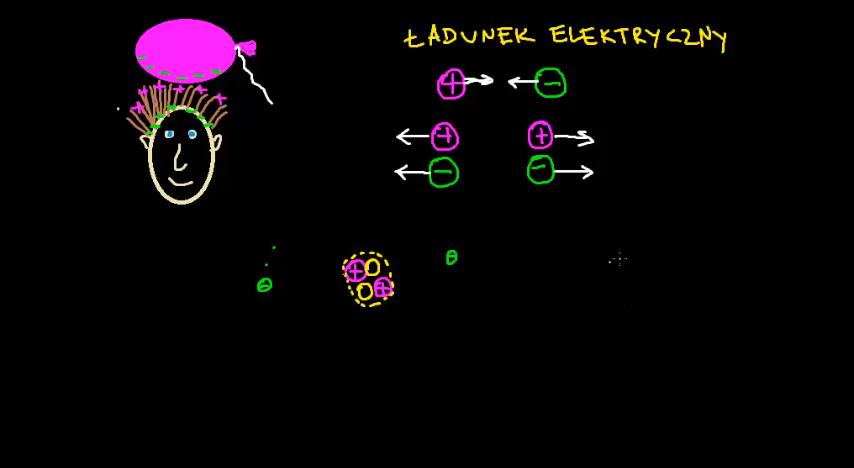 ŁADUNEK ELEKTRYCZNY
+ -
+ +
- -